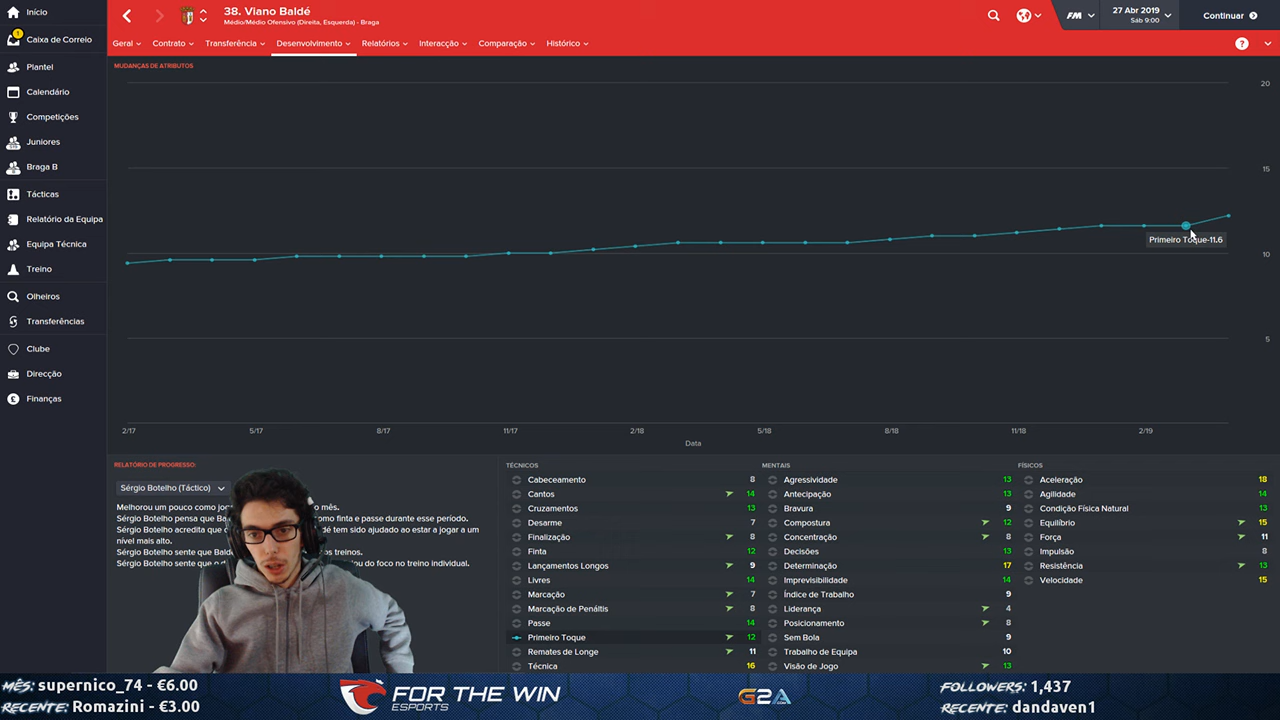 Início
1
Caixa de Correio
Plantel
Calendário
Competições
Juniores
Braga B
Tácticas
Relatório da Equipa
Equipa Técnica
Treino
Olheiros
Transferências
Clube
Direcção
Finanças
38. Viano Baldé
Médio/Médio Ofensivo (Direita, Esquerda) - Braga
FM
27 Abr 2019
Sáb 9:00
Continuar
Geral
Contrato
Transferência
Desenvolvimento
Relatórios
Interacção
Comparação
Histórico
?
MUDANÇAS DE ATRIBUTOS
20
15
10
5
Primeiro Toque-11.6
2/17 5/17 8/17 11/17 2/18 5/18 8/18 11/18 2/19
Data
RELATÓRIO DE PROGRESSO:
Sérgio Botelho (Táctico)
Melhorou um pouco como jog o mês.
Sérgio Botelho pensa que Ba omo finta e passe durante esse período.
Sérgio Botelho acredita que dé tem sido ajudado ao estar a jogar a um
nível mais alto.
Sérgio Botelho sente que Bald os treinos.
Sérgio Botelho sente que o d ou do foco no treino individual.
TÉCNICOS
Cabeceamento 8
Cantos 14
Cruzamentos 13
Desarme 7
Finalização 8
Finta 12
Lançamentos Longos 9
Livres 14
Marcação 7
Marcação de Penáltis 8
Passe 14
Primeiro Toque 12
Remates de Longe 11
Técnica 16
MENTAIS
Agressividade 13
Antecipação 13
Bravura 9
Compostura 12
Concentração 8
Decisões 13
Determinação 17
Imprevisibilidade 14
Índice de Trabalho 9
Liderança 4
Posicionamento 8
Sem Bola 9
Trabalho de Equipa 10
Visão de Jogo 13
FÍSICOS
Aceleração 18
Agilidade 14
Condição Física Natural 13
Equilíbrio 15
Força 11
Impulsão 8
Resistência 13
Velocidade 15
MÊS: supernico_74 - €6.00
RECENTE: Romazini - €3.00
FOR THE WIN
ESPORTS
G2A
.COM
FOLLOWERS: 1,437
RECENTE: dandaven1